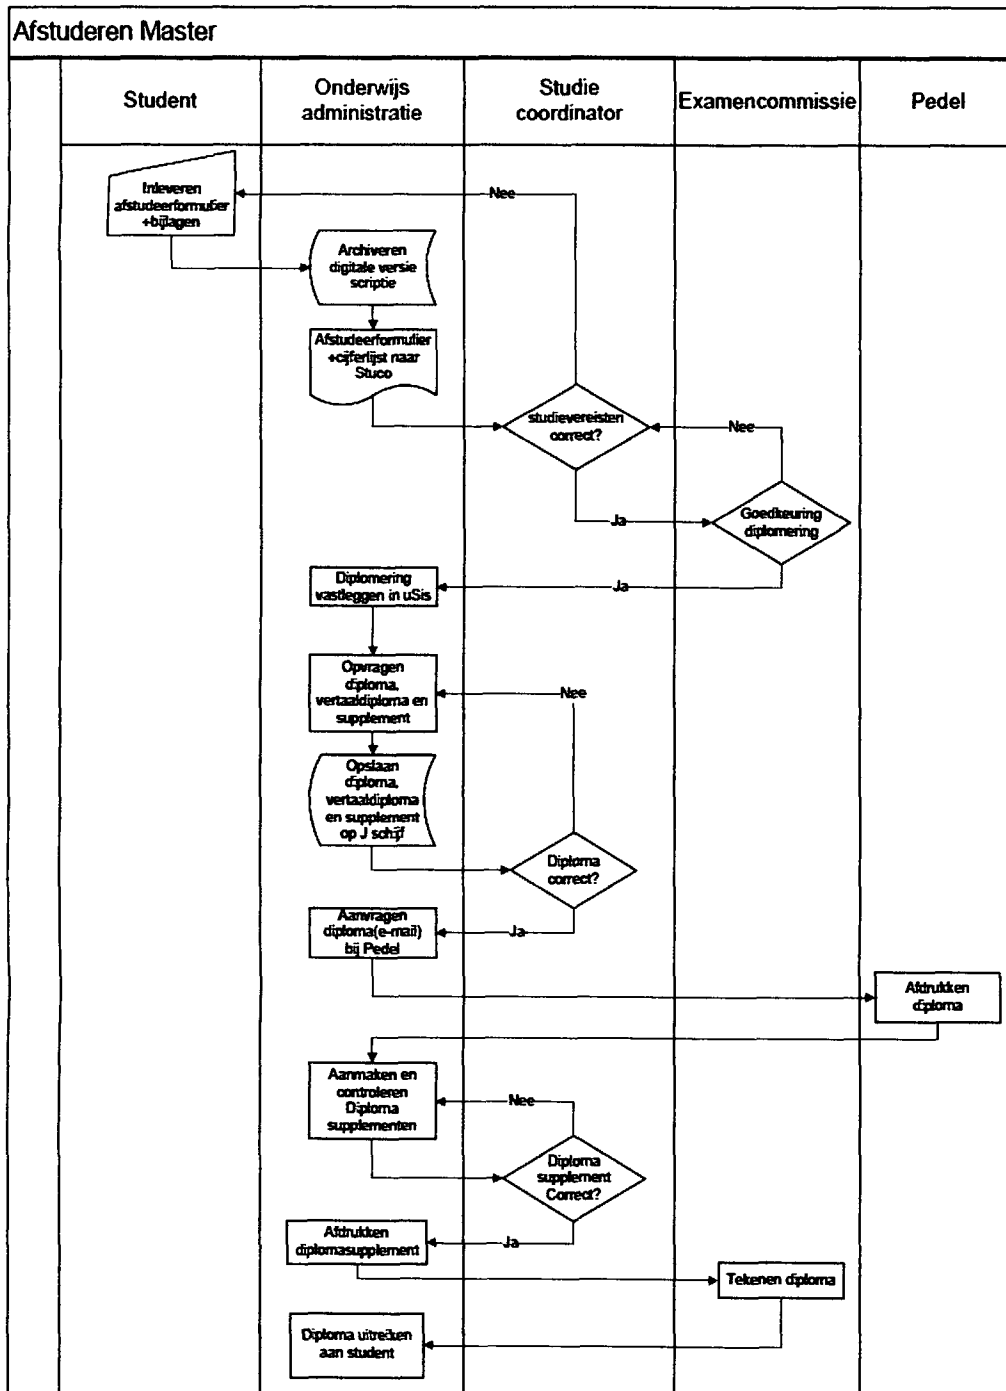 Afstuderen Master
Student
Onderwijs
administratie
Studie
coordinator
Examencommissie
Pedel
Inleveren
afstudeerformulier
+bijlagen
Nee
Archiveren
digitale versie
scriptie
Afstudeerformulier
+cijferlijst naar
Stuco
studievereisten
correct?
Nee
Ja
Goedkeuring
diplomering
Diplomering
vastleggen in uSis
Ja
Opvragen
diploma,
vertaaldiploma en
supplement
Nee
Opslaan
diploma,
vertaaldiploma
en supplement
op J schijf
Diploma
correct?
Aanvragen
diploma(e-mail)
bij Pedel
Ja
Afdrukken
diploma
Aanmaken en
controleren
Diploma
supplementen
Nee
Diploma
supplement
Correct?
Afdrukken
diplomasupplement
Ja
Tekenen diploma
Diploma uitreiken
aan student